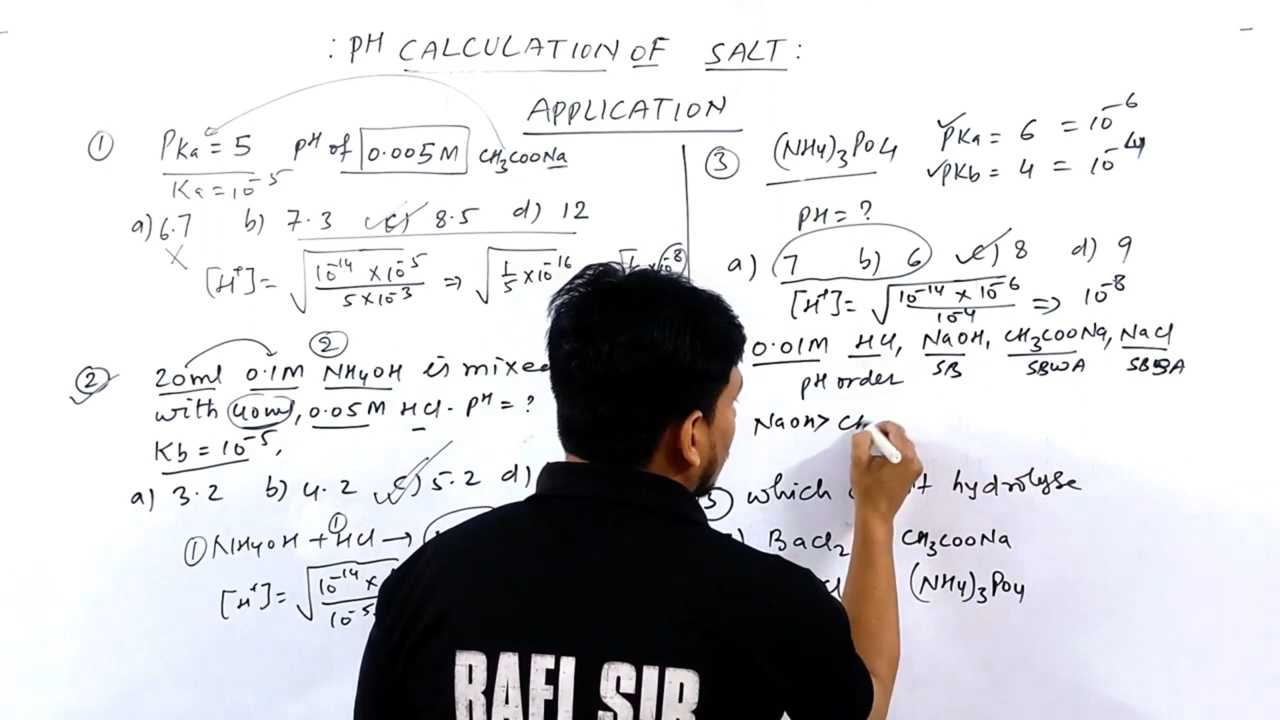 : PH CALCULATION OF SALT :
APPLICATION
① PKa = 5 PH of 0.005M CH3COONa
Ka = 10^-5
a) 6.7 b) 7.3 c) 8.5 d) 12
[H+] = √(10^-14 × 10^-5 / 5 × 10^-3) ⇒ √(1/5 × 10^-16
②
② 20ml 0.1M NH4OH is mixed
with 40ml, 0.05M HCl. PH = ?
Kb = 10^-5,
a) 3.2 b) 4.2 c) 5.2 d)
①
① NH4OH + HCl →
[H+] = √(10^-14 ×
10^-5
③ (NH4)3PO4 PKa = 6 = 10^-6
PKb = 4 = 10^-4
PH = ?
a) 7 b) 6 c) 8 d) 9
[H+] = √(10^-14 × 10^-6 / 10^-4) ⇒ 10^-8
0.01M HCl, NaOH, CH3COONa, NaCl
SB SBWA SBSA
pH order
NaOH > CH
5 which hydrolyse
BaCl2 CH3COONa
(NH4)3PO4
RAFI SIR